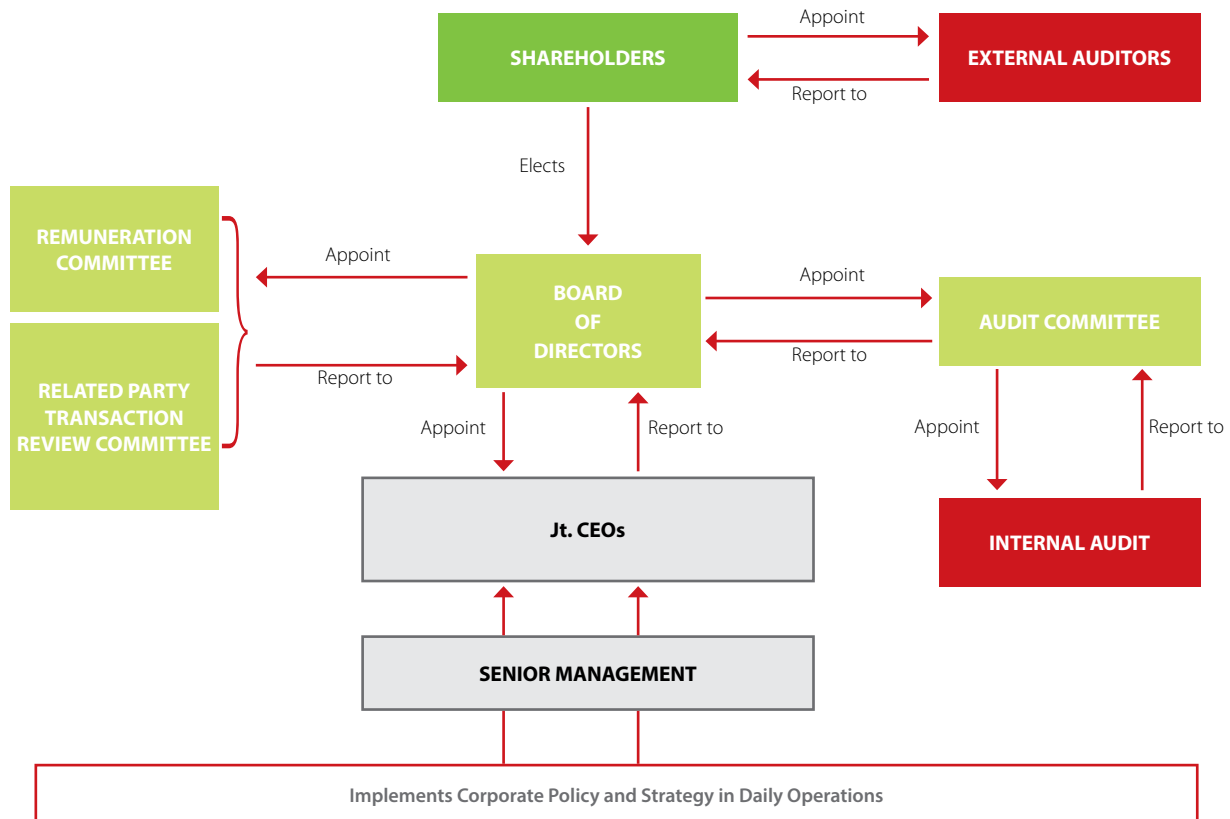 Appoint
SHAREHOLDERS
EXTERNAL AUDITORS
Report to
Elects
REMUNERATION
COMMITTEE
Appoint
BOARD
OF
DIRECTORS
Appoint
AUDIT COMMITTEE
Report to
Report to
RELATED PARTY
TRANSACTION
REVIEW COMMITTEE
Appoint
Report to
Appoint
Report to
Jt. CEOs
INTERNAL AUDIT
SENIOR MANAGEMENT
Implements Corporate Policy and Strategy in Daily Operations